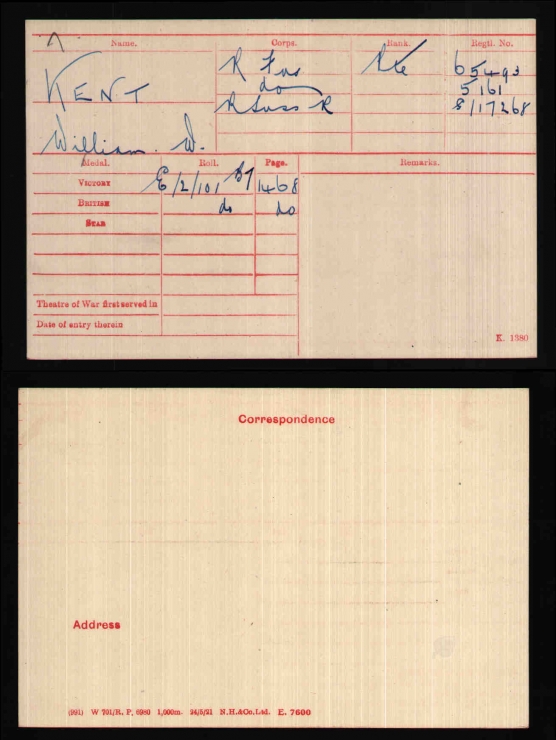 Name. Corps. Rank. Regtl. No.
R Fus Pte 65493
KENT do 5161
R Suss R G/17268
William. W.
Medal. Roll. Page. Remarks.
VICTORY E/2/101 B7 1468
BRITISH do do
STAR
Theatre of War first served in
Date of entry therein
K. 1380
Correspondence
Address
(991) W 701/R. P. 6980 1,000m. 24/5/21 N.H.&Co.Ltd. E. 7600